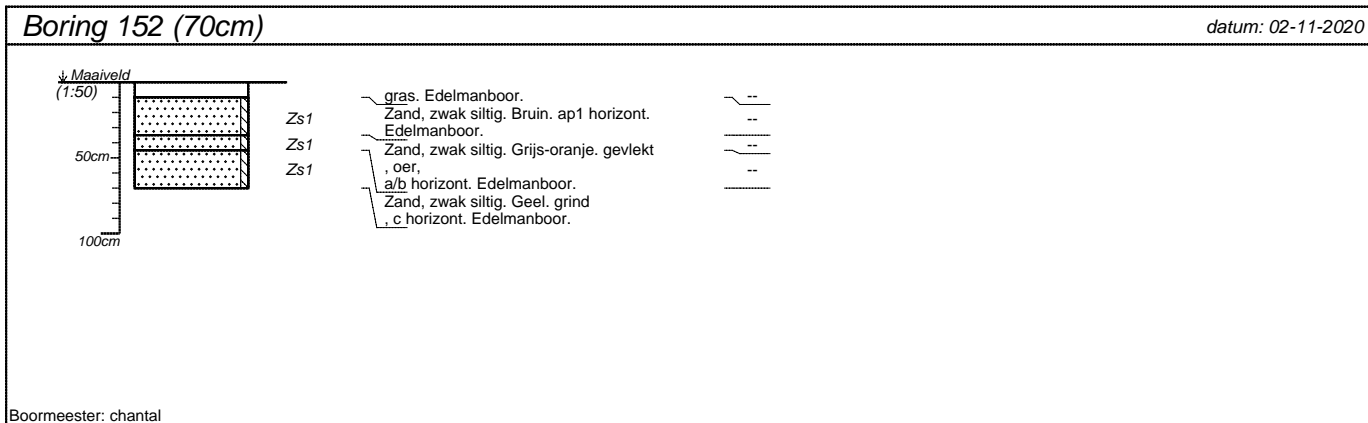 Boring 152 (70cm)
datum: 02-11-2020
Maaiveld
(1:50)
50cm
100cm
Zs1
Zs1
Zs1
gras. Edelmanboor.
Zand, zwak siltig. Bruin. ap1 horizont.
Edelmanboor.
Zand, zwak siltig. Grijs-oranje. gevlekt
, oer,
a/b horizont. Edelmanboor.
Zand, zwak siltig. Geel. grind
, c horizont. Edelmanboor.
--
--
--
--
Boormeester: chantal